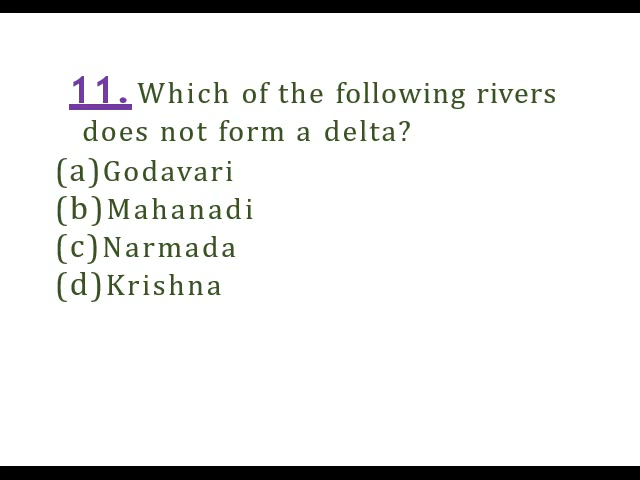 11. Which of the following rivers
does not form a delta?
(a)Godavari
(b)Mahanadi
(c)Narmada
(d)Krishna